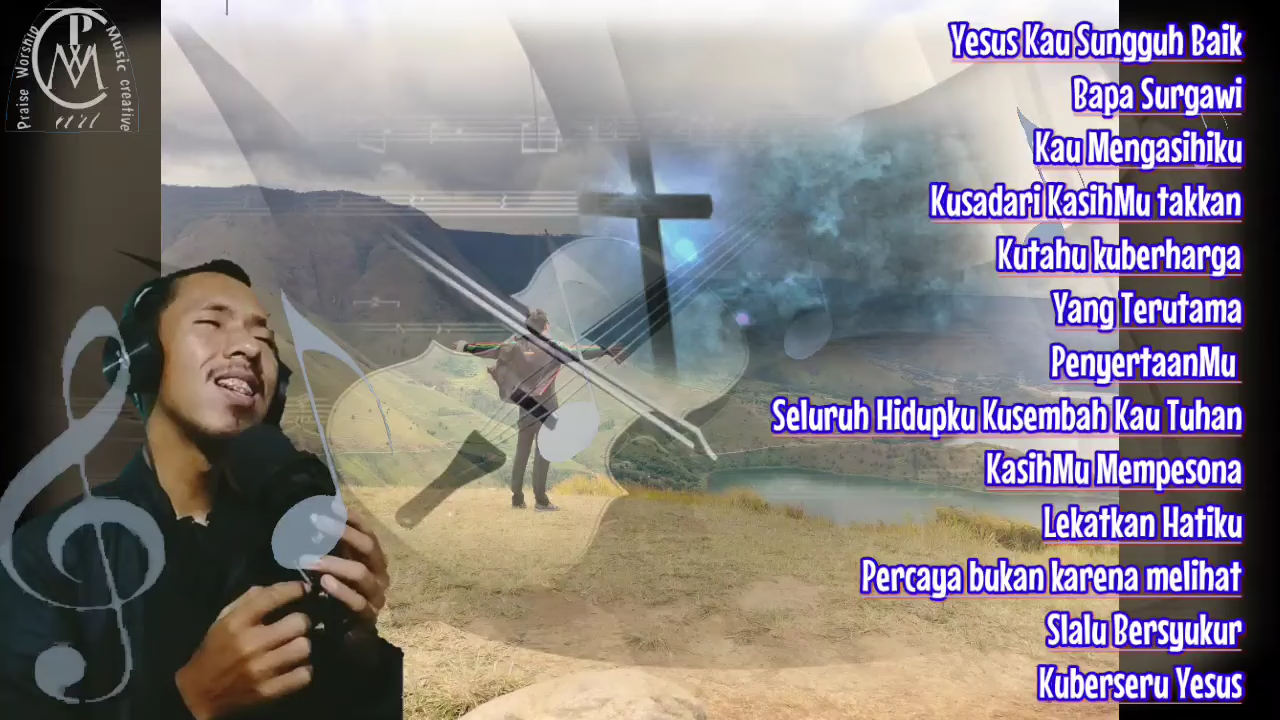 Praise Worship
PMC
Music creative
Yesus Kau Sungguh Baik
Bapa Surgawi
Kau Mengasihiku
Kusadari KasihMu takkan
Kutahu kuberharga
Yang Terutama
PenyertaanMu
Seluruh Hidupku Kusembah Kau Tuhan
KasihMu Mempesona
Lekatkan Hatiku
Percaya bukan karena melihat
Slalu Bersyukur
Kuberseru Yesus